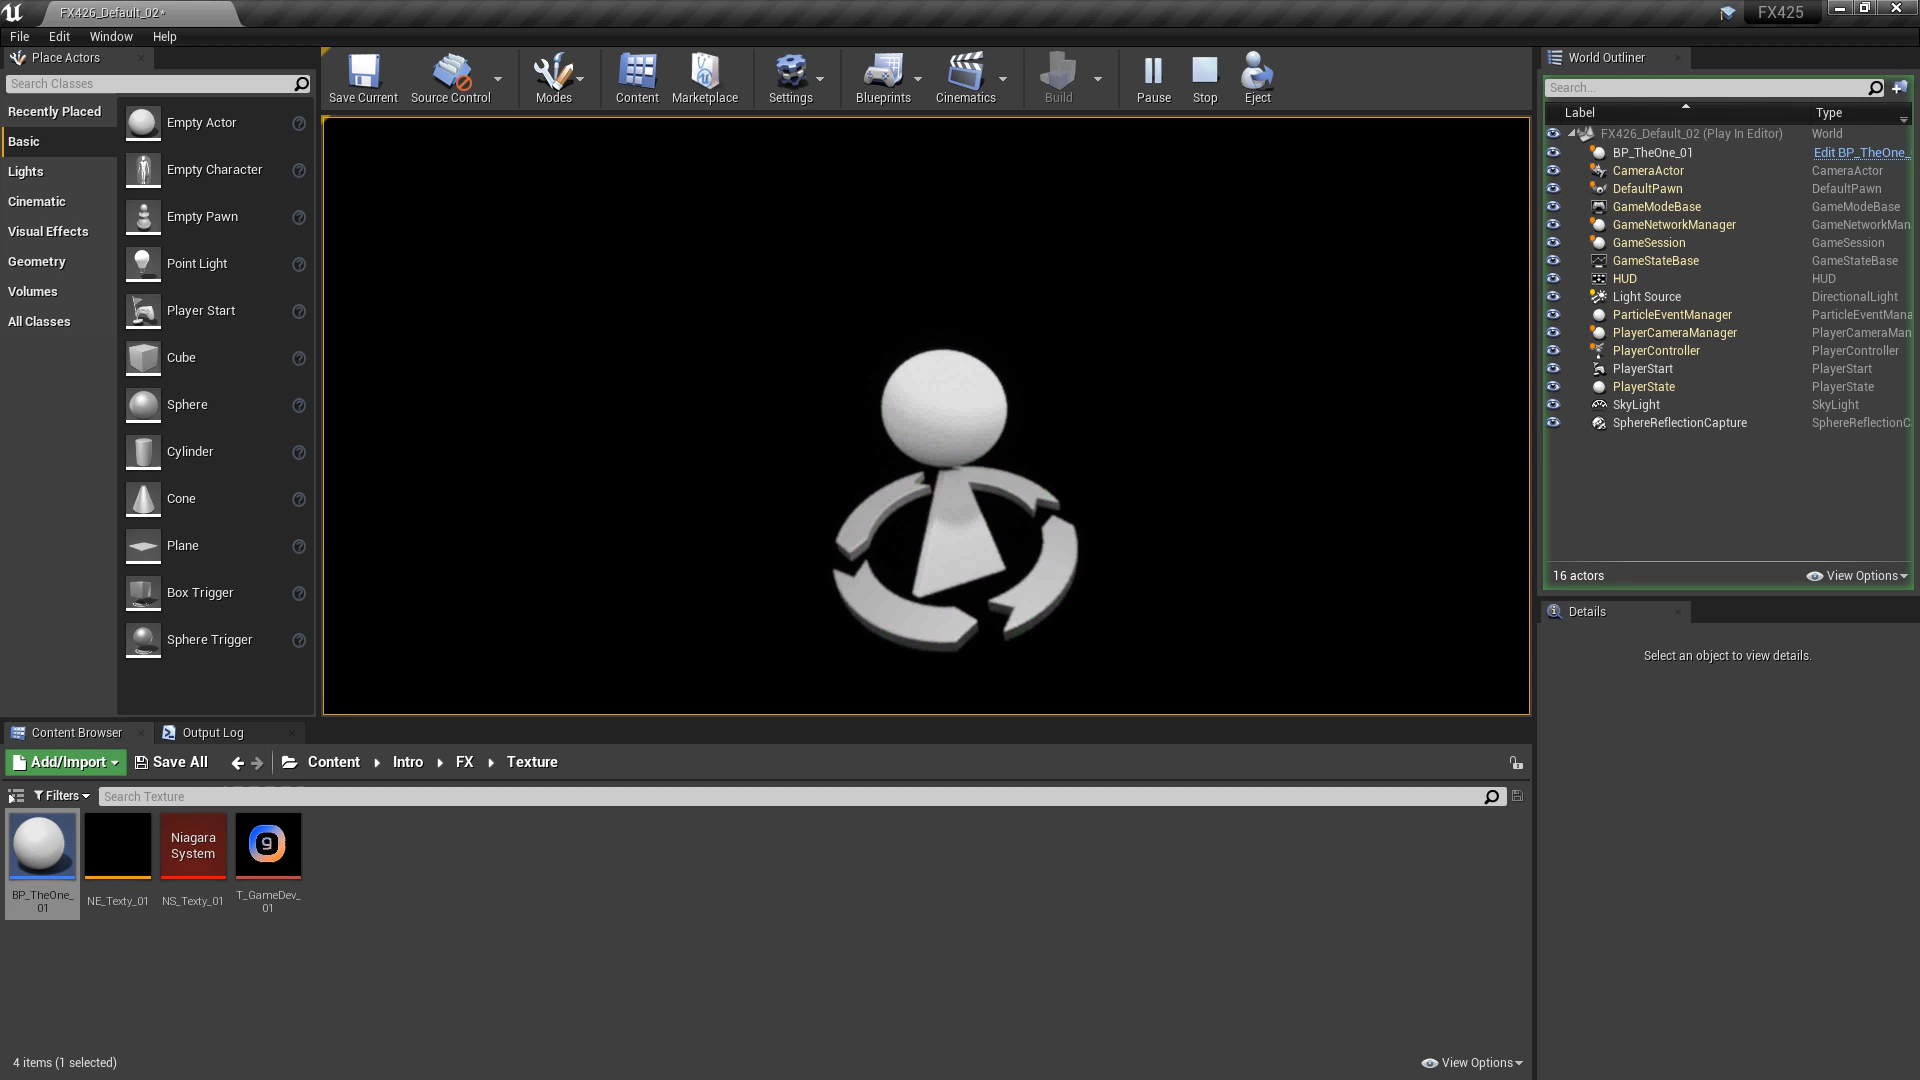 FX426_Default_02*
FX425
File Edit Window Help
Place Actors
Search Classes
Recently Placed
Basic
Lights
Cinematic
Visual Effects
Geometry
Volumes
All Classes
Empty Actor
Empty Character
Empty Pawn
Point Light
Player Start
Cube
Sphere
Cylinder
Cone
Plane
Box Trigger
Sphere Trigger
Save Current
Source Control
Modes
Content
Marketplace
Settings
Blueprints
Cinematics
Build
Pause
Stop
Eject
World Outliner
Search...
Label Type
FX426_Default_02 (Play In Editor) World
BP_TheOne_01 Edit BP_TheOne_
CameraActor CameraActor
DefaultPawn DefaultPawn
GameModeBase GameModeBase
GameNetworkManager GameNetworkMan
GameSession GameSession
GameStateBase GameStateBase
HUD HUD
Light Source DirectionalLight
ParticleEventManager ParticleEventMana
PlayerCameraManager PlayerCameraMan
PlayerController PlayerController
PlayerStart PlayerStart
PlayerState PlayerState
SkyLight SkyLight
SphereReflectionCapture SphereReflectionC
16 actors View Options
Details
Select an object to view details.
Content Browser
Output Log
Add/Import Save All Content Intro FX Texture
Filters Search Texture
Niagara
System
g
BP_TheOne_
01
NE_Texty_01
NS_Texty_01
T_GameDev_
01
4 items (1 selected) View Options